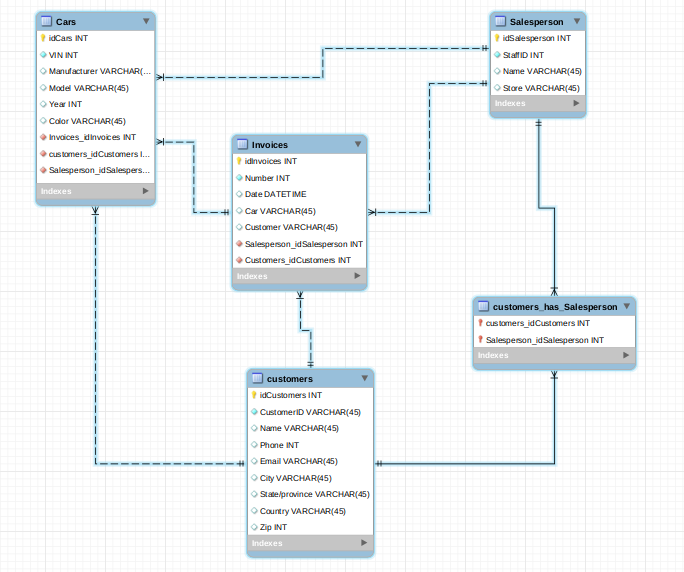 Cars
idCars INT
VIN INT
Manufacturer VARCHAR(...
Model VARCHAR(45)
Year INT
Color VARCHAR(45)
Invoices_idInvoices INT
customers_idCustomers I...
Salesperson_idSalespers...
Indexes
Salesperson
idSalesperson INT
StaffID INT
Name VARCHAR(45)
Store VARCHAR(45)
Indexes
Invoices
idInvoices INT
Number INT
Date DATETIME
Car VARCHAR(45)
Customer VARCHAR(45)
Salesperson_idSalesperson INT
Customers_idCustomers INT
Indexes
customers_has_Salesperson
customers_idCustomers INT
Salesperson_idSalesperson INT
Indexes
customers
idCustomers INT
CustomerID VARCHAR(45)
Name VARCHAR(45)
Phone INT
Email VARCHAR(45)
City VARCHAR(45)
State/province VARCHAR(45)
Country VARCHAR(45)
Zip INT
Indexes